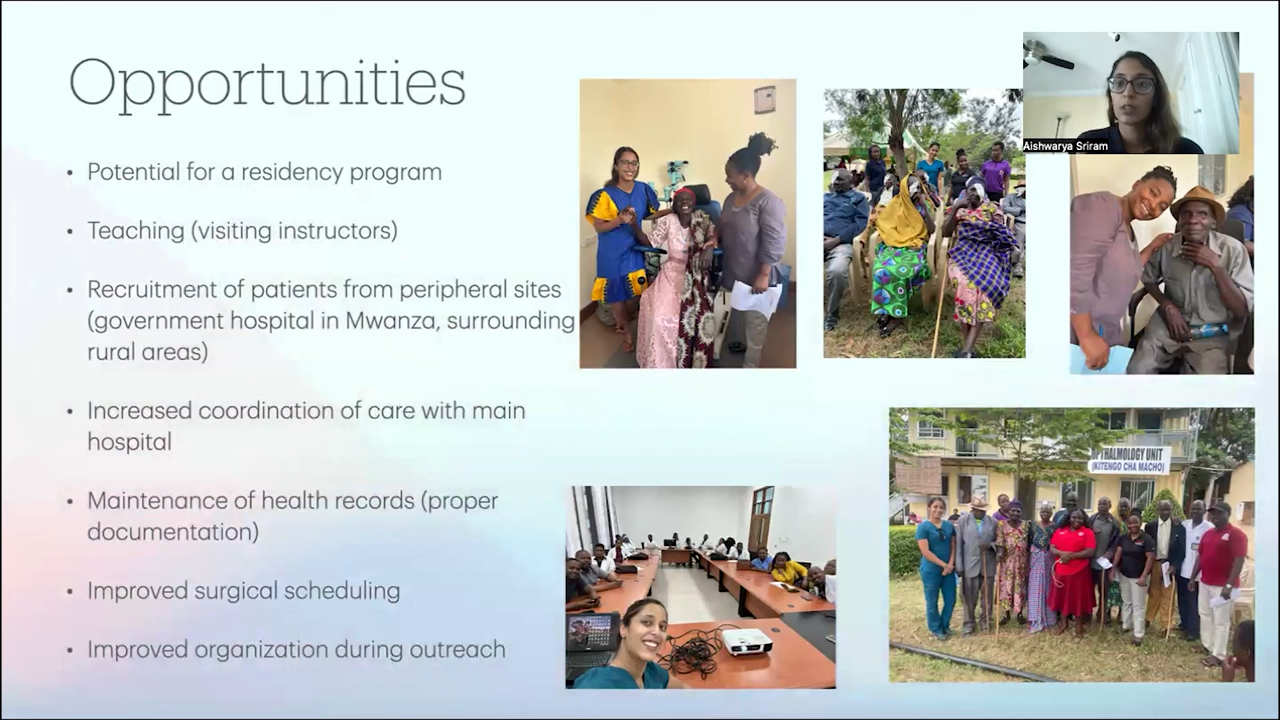 Opportunities
• Potential for a residency program
• Teaching (visiting instructors)
• Recruitment of patients from peripheral sites
(government hospital in Mwanza, surrounding
rural areas)
• Increased coordination of care with main
hospital
• Maintenance of health records (proper
documentation)
• Improved surgical scheduling
• Improved organization during outreach
Aishwarya Sriram
OPTHALMOLOGY UNIT
(KITENGO CHA MACHO)